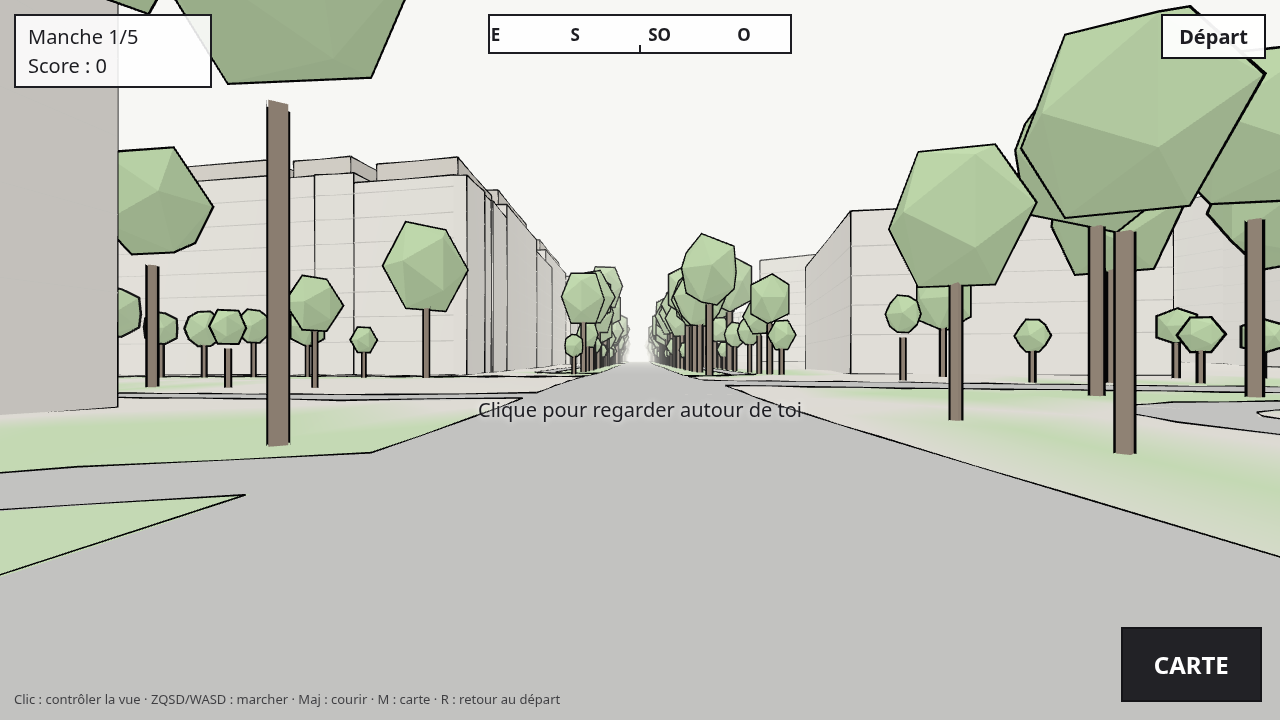 Manche 1/5
Score : 0
E S SO O
Départ
Clique pour regarder autour de toi
CARTE
Clic : contrôler la vue · ZQSD/WASD : marcher · Maj : courir · M : carte · R : retour au départ